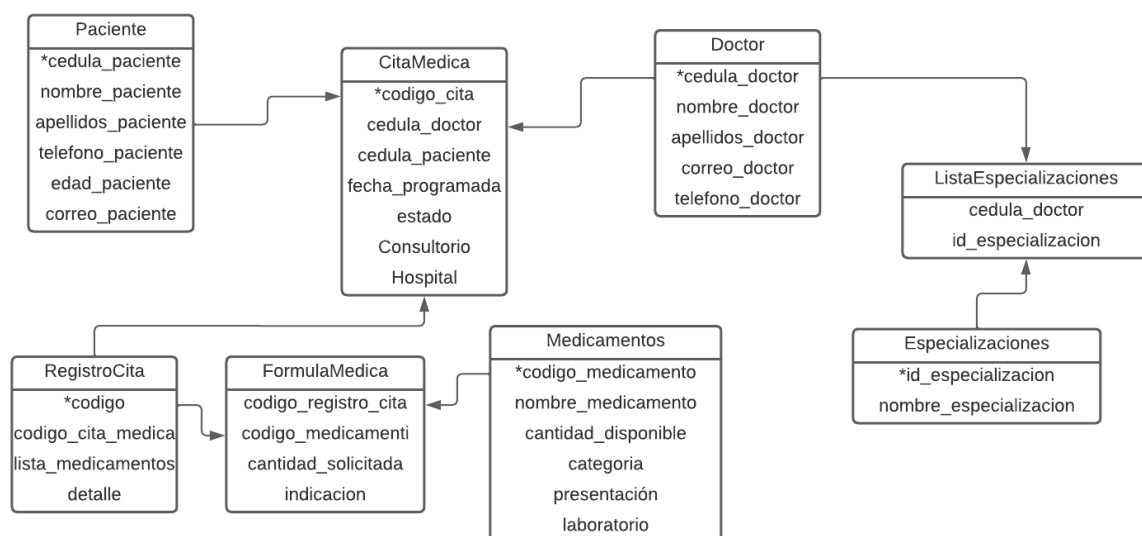 Paciente
*cedula_paciente
nombre_paciente
apellidos_paciente
telefono_paciente
edad_paciente
correo_paciente
CitaMedica
*codigo_cita
cedula_doctor
cedula_paciente
fecha_programada
estado
Consultorio
Hospital
Doctor
*cedula_doctor
nombre_doctor
apellidos_doctor
correo_doctor
telefono_doctor
ListaEspecializaciones
cedula_doctor
id_especializacion
RegistroCita
*codigo
codigo_cita_medica
lista_medicamentos
detalle
FormulaMedica
codigo_registro_cita
codigo_medicamenti
cantidad_solicitada
indicacion
Medicamentos
*codigo_medicamento
nombre_medicamento
cantidad_disponible
categoria
presentación
laboratorio
Especializaciones
*id_especializacion
nombre_especializacion